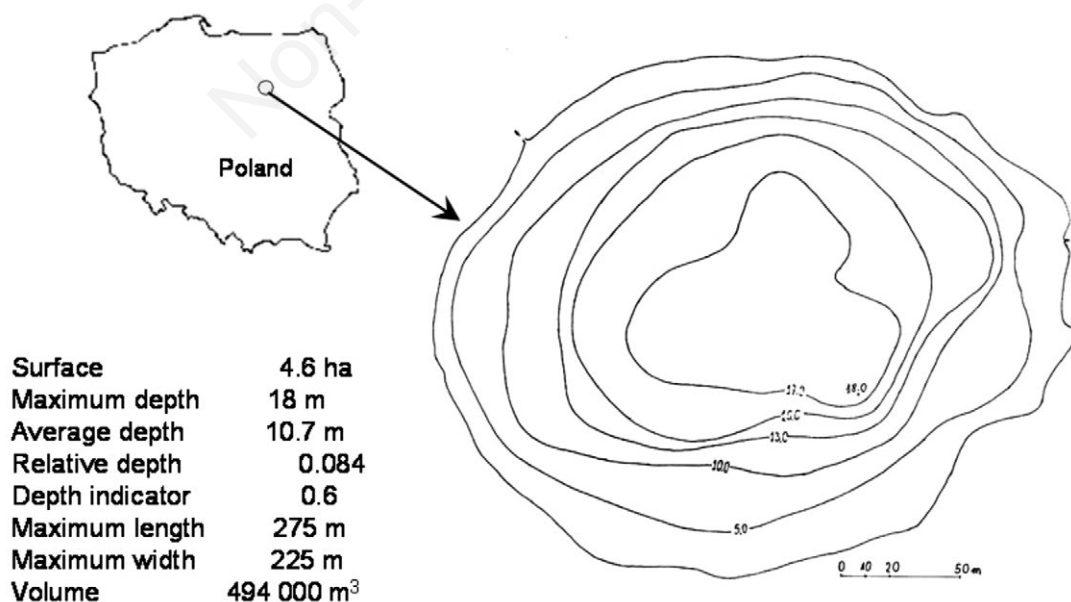 Non-
Poland
Surface 4.6 ha
Maximum depth 18 m
Average depth 10.7 m
Relative depth 0.084
Depth indicator 0.6
Maximum length 275 m
Maximum width 225 m
Volume 494 000 m³
17,0 18,0
15,0
13,0
10,0
5,0
0 10 20 50 m